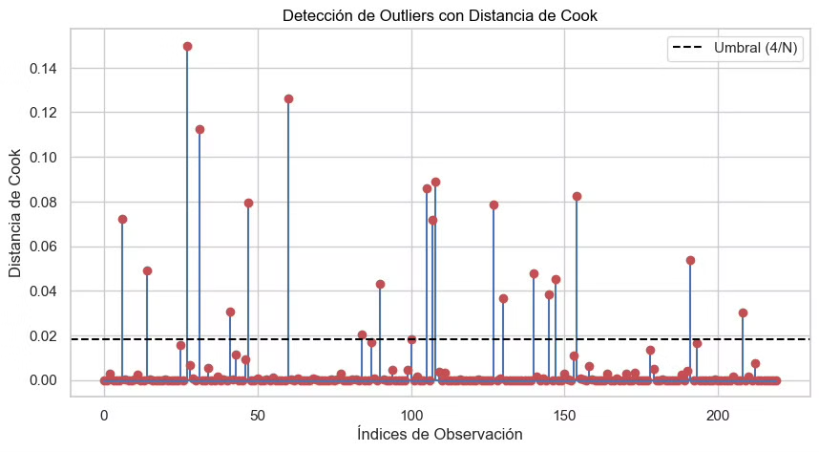 Detección de Outliers con Distancia de Cook
Umbral (4/N)
Distancia de Cook
0.14
0.12
0.10
0.08
0.06
0.04
0.02
0.00
0 50 100 150 200
Índices de Observación